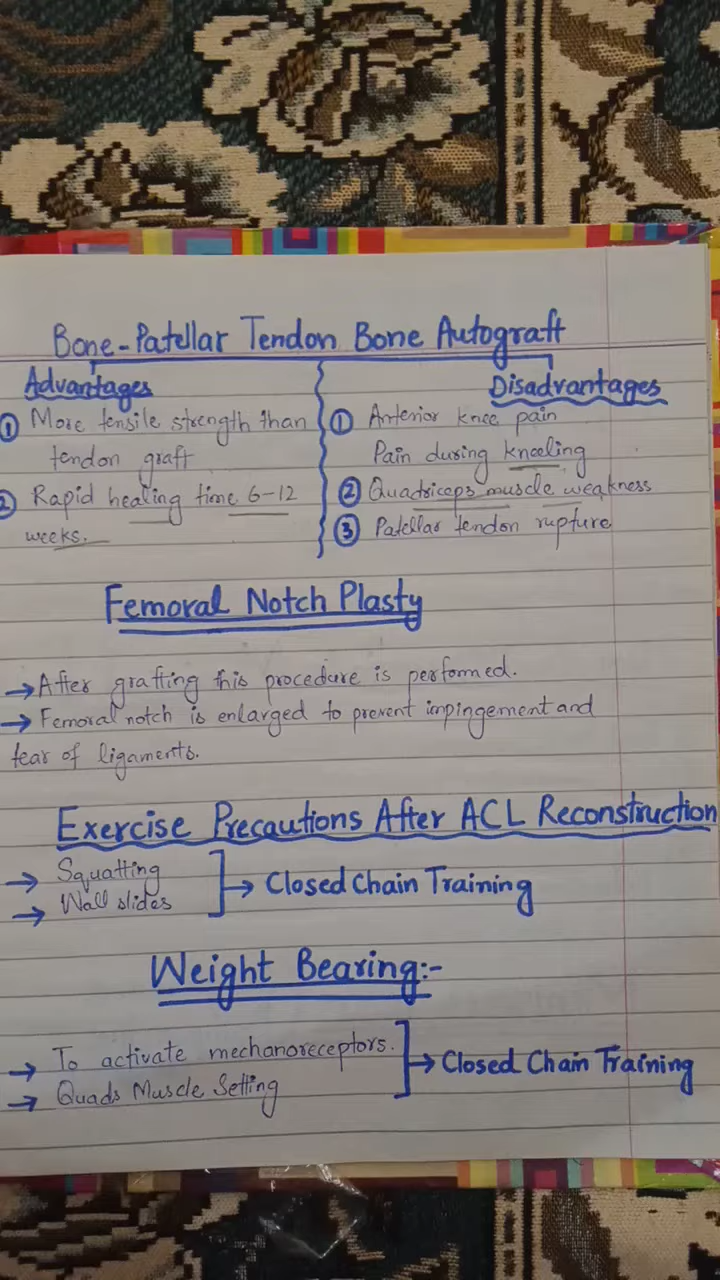 Bone-Patellar Tendon Bone Autograft
Advantages
① More tensile strength than
tendon graft
② Rapid healing time 6-12
weeks.
Disadvantages
① Anterior knee pain
Pain during kneeling
② Quadriceps muscle weakness
③ Patellar tendon rupture
Femoral Notch Plasty
→ After grafting this procedure is performed.
→ Femoral notch is enlarged to prevent impingement and
tear of ligaments.
Exercise Precautions After ACL Reconstruction
→ Squatting
→ Wall slides
→ Closed Chain Training
Weight Bearing:-
→ To activate mechanoreceptors.
→ Quads Muscle Setting
→ Closed Chain Training